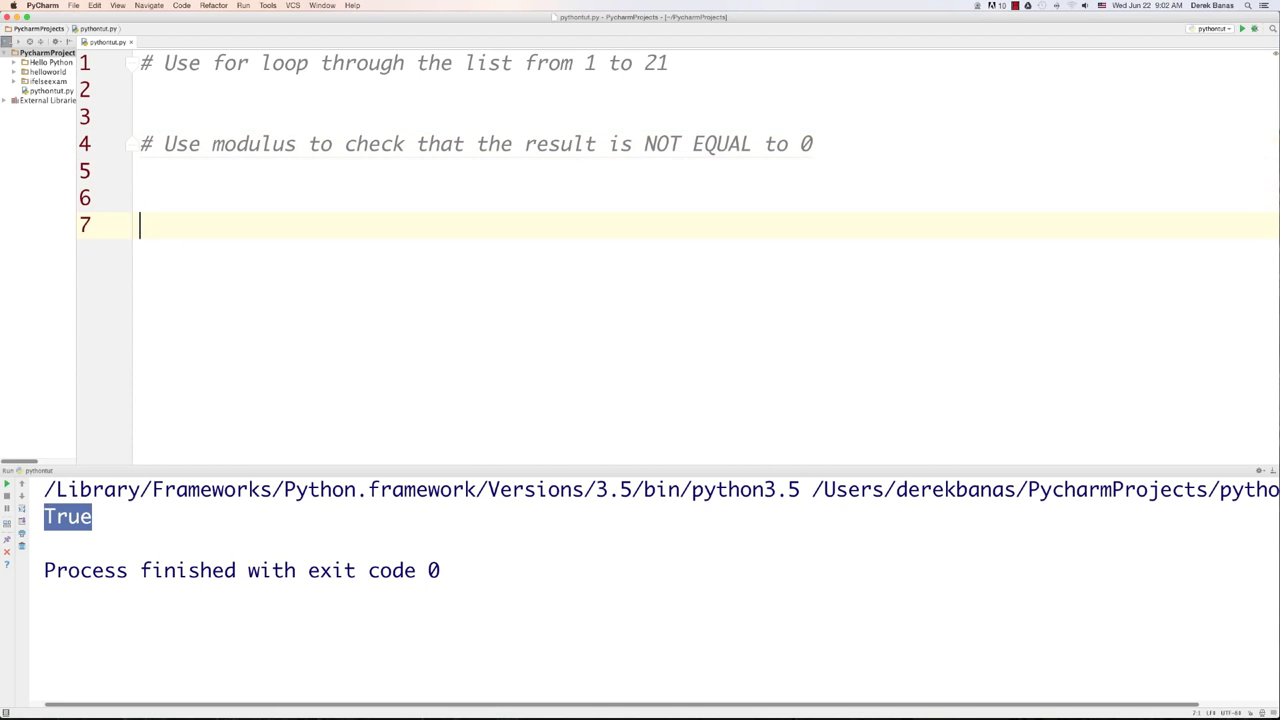 PyCharm File Edit View Navigate Code Refactor Run Tools VCS Window Help 10 Wed Jun 22 9:02 AM Derek Banas
pythontut.py - PycharmProjects - [~/PycharmProjects]
PycharmProjects pythontut.py pythontut
pythontut.py
PycharmProject
Hello Python
helloworld
ifelseexam
pythontut.py
External Librarie
1 # Use for loop through the list from 1 to 21
2
3
4 # Use modulus to check that the result is NOT EQUAL to 0
5
6
7
Run pythontut
/Library/Frameworks/Python.framework/Versions/3.5/bin/python3.5 /Users/derekbanas/PycharmProjects/pytho
True
Process finished with exit code 0
7:1 LF UTF-8